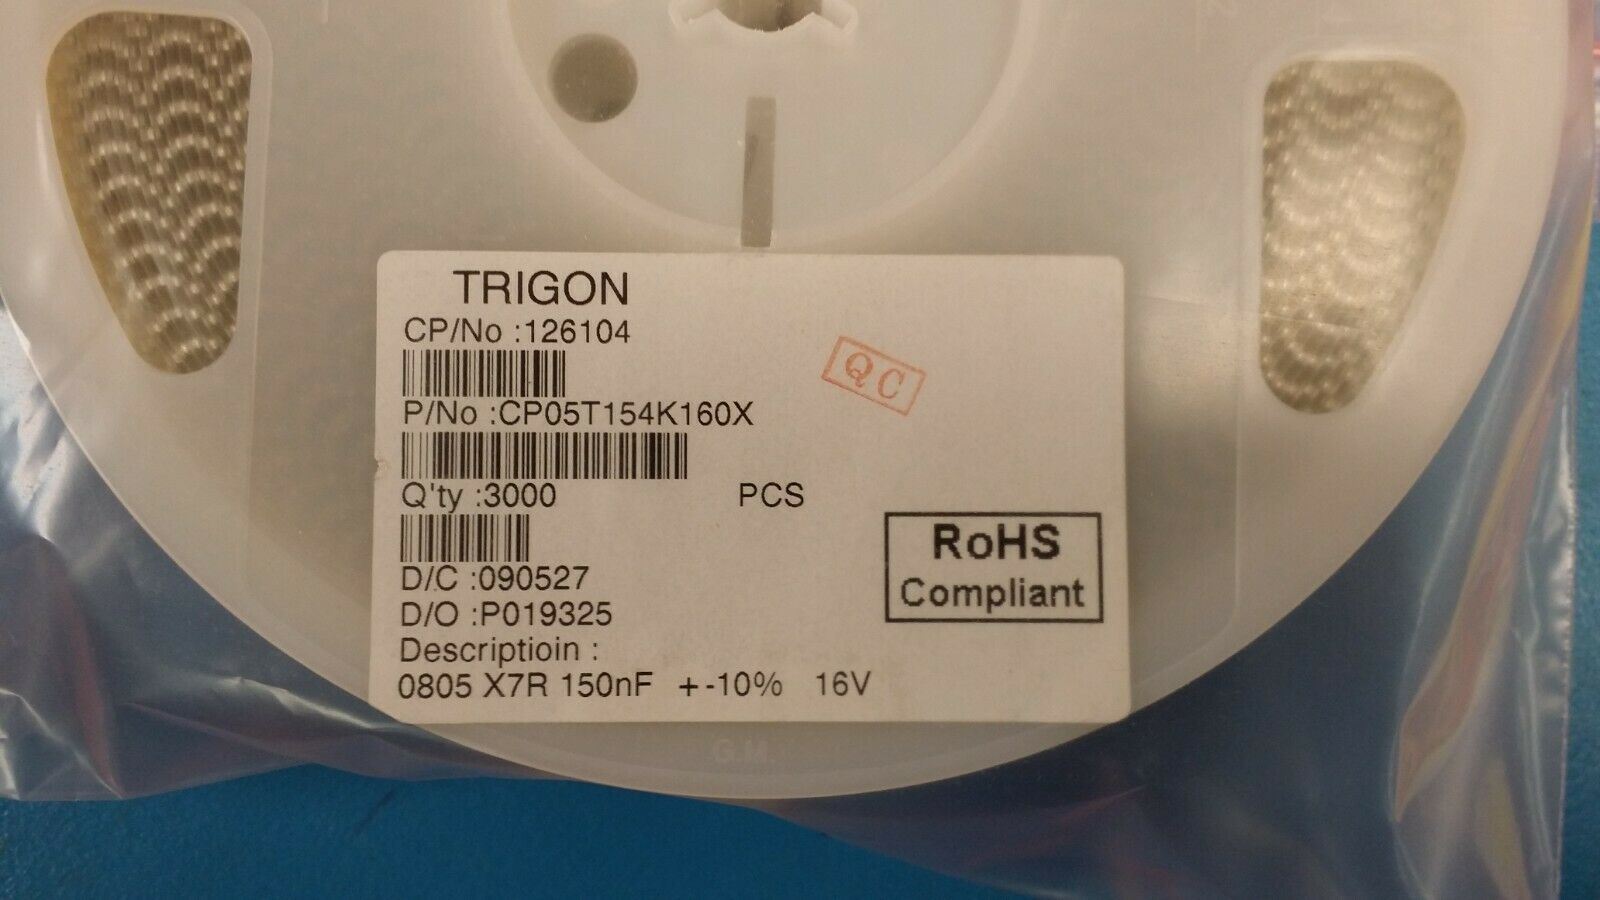 TRIGON
CP/No :126104
QC
P/No :CP05T154K160X
Q'ty :3000 PCS
RoHS
Compliant
D/C :090527
D/O :P019325
Descriptioin :
0805 X7R 150nF +-10% 16V
G.M.